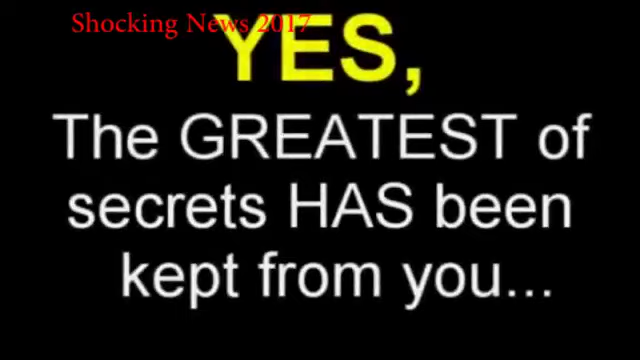 Shocking News 2017
YES,
The GREATEST of
secrets HAS been
kept from you...